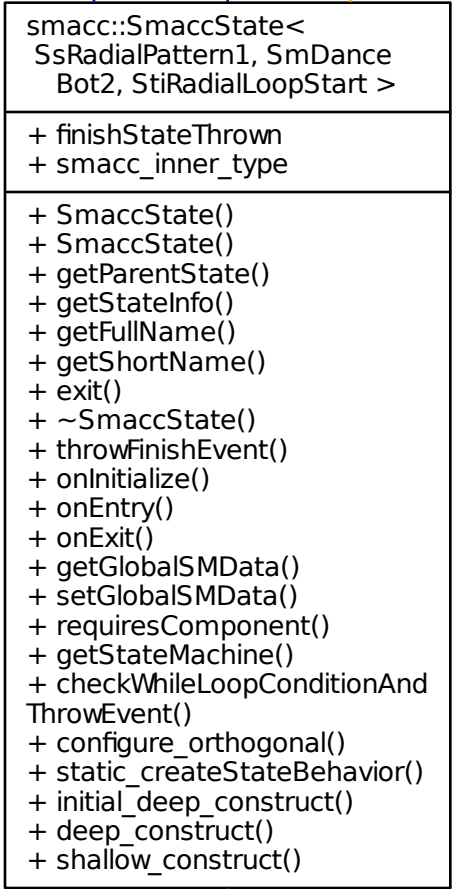 smacc::SmaccState<
SsRadialPattern1, SmDance
Bot2, StiRadialLoopStart >
+ finishStateThrown
+ smacc_inner_type
+ SmaccState()
+ SmaccState()
+ getParentState()
+ getStateInfo()
+ getFullName()
+ getShortName()
+ exit()
+ ~SmaccState()
+ throwFinishEvent()
+ onInitialize()
+ onEntry()
+ onExit()
+ getGlobalSMData()
+ setGlobalSMData()
+ requiresComponent()
+ getStateMachine()
+ checkWhileLoopConditionAnd
ThrowEvent()
+ configure_orthogonal()
+ static_createStateBehavior()
+ initial_deep_construct()
+ deep_construct()
+ shallow_construct()